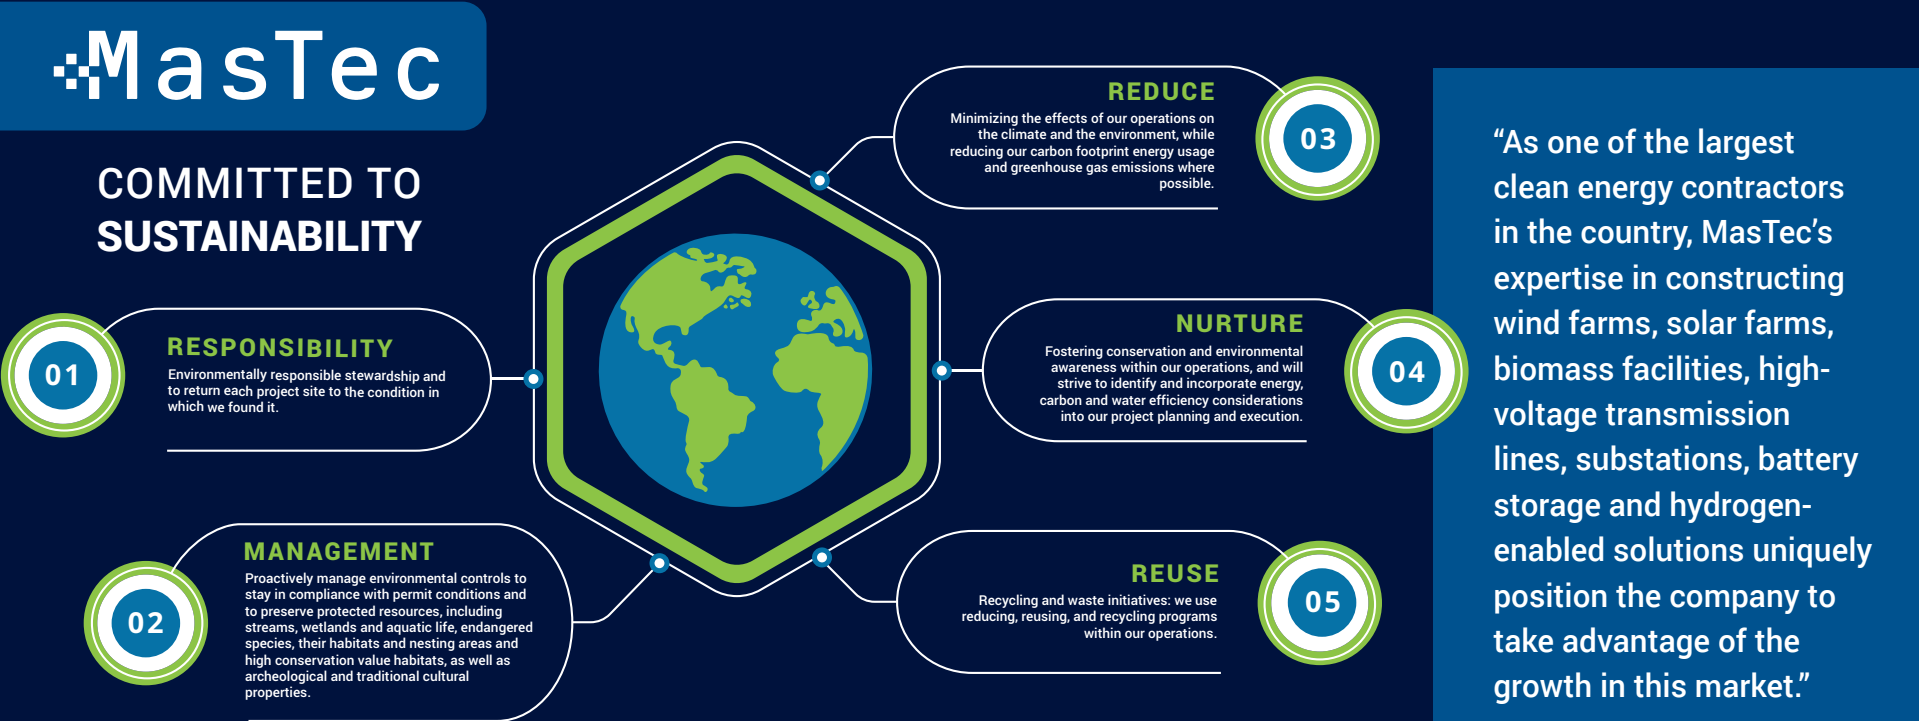 MasTec
COMMITTED TO
SUSTAINABILITY
01
RESPONSIBILITY
Environmentally responsible stewardship and
to return each project site to the condition in
which we found it.
02
MANAGEMENT
Proactively manage environmental controls to
stay in compliance with permit conditions and
to preserve protected resources, including
streams, wetlands and aquatic life, endangered
species, their habitats and nesting areas and
high conservation value habitats, as well as
archeological and traditional cultural
properties.
REDUCE
Minimizing the effects of our operations on
the climate and the environment, while
reducing our carbon footprint energy usage
and greenhouse gas emissions where
possible.
03
NURTURE
Fostering conservation and environmental
awareness within our operations, and will
strive to identify and incorporate energy,
carbon and water efficiency considerations
into our project planning and execution.
04
REUSE
Recycling and waste initiatives: we use
reducing, reusing, and recycling programs
within our operations.
05
“As one of the largest
clean energy contractors
in the country, MasTec’s
expertise in constructing
wind farms, solar farms,
biomass facilities, high-
voltage transmission
lines, substations, battery
storage and hydrogen-
enabled solutions uniquely
position the company to
take advantage of the
growth in this market.”